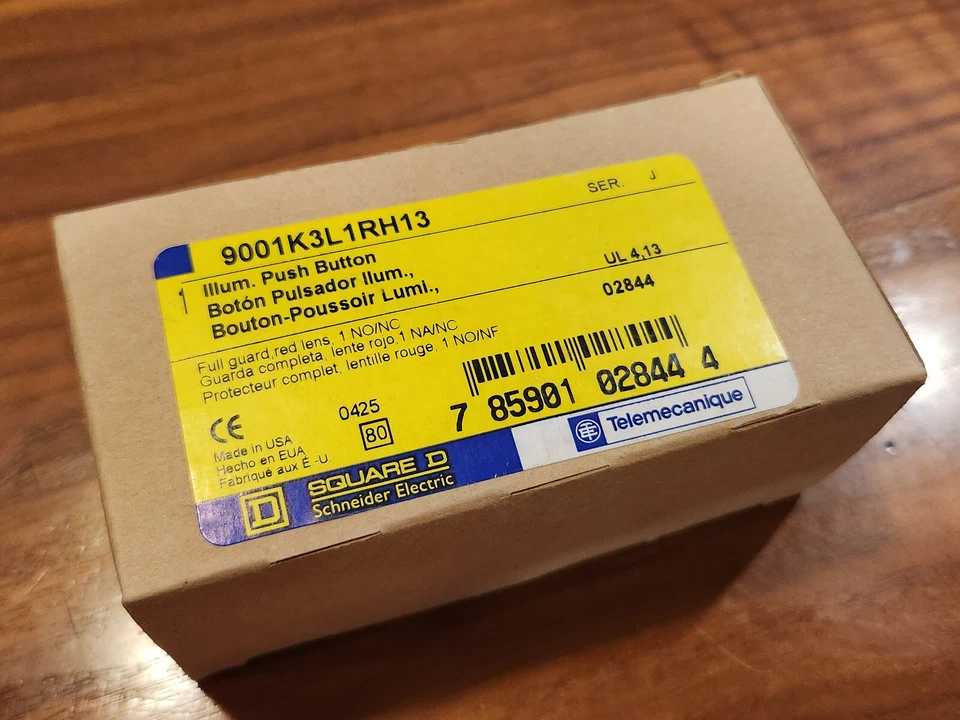 9001K3L1RH13
SER. J
1
Illum. Push Button
Botón Pulsador Ilum.,
Bouton-Poussoir Lumi.,
UL 4,13
02844
Full guard,red lens, 1 NO/NC
Guarda completa, lente rojo,1 NA/NC
Protecteur complet, lentille rouge, 1 NO/NF
7 85901 02844 4
CE
0425
80
Made in USA
Hecho en EUA
Fabriqué aux É.-U
D
SQUARE D
Schneider Electric
Telemecanique